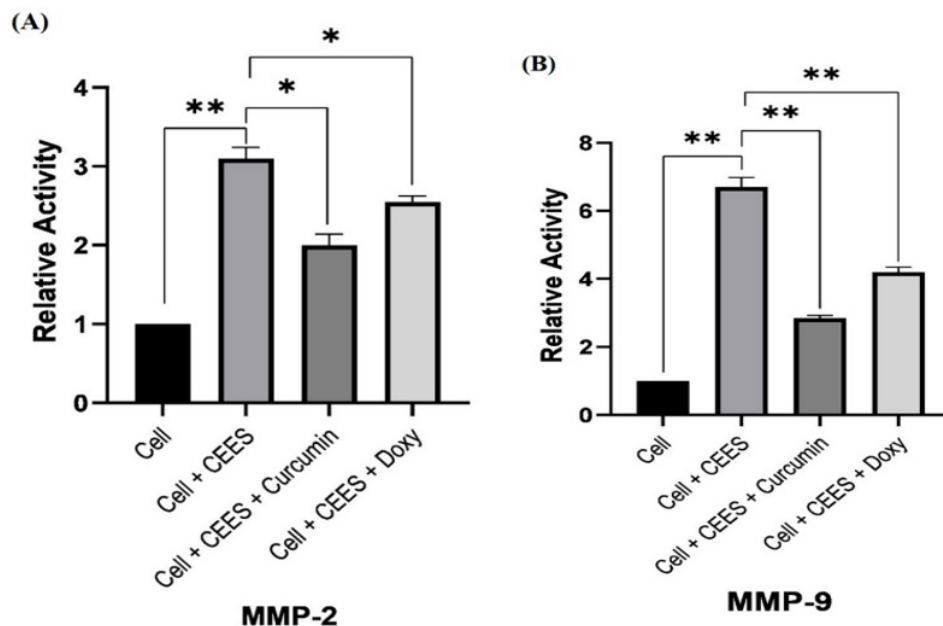 (A)
*
**
*
4
3
2
1
0
Relative Activity
Cell
Cell + CEES
Cell + CEES + Curcumin
Cell + CEES + Doxy
MMP-2
(B)
**
**
**
8
6
4
2
0
Relative Activity
Cell
Cell + CEES
Cell + CEES + Curcumin
Cell + CEES + Doxy
MMP-9